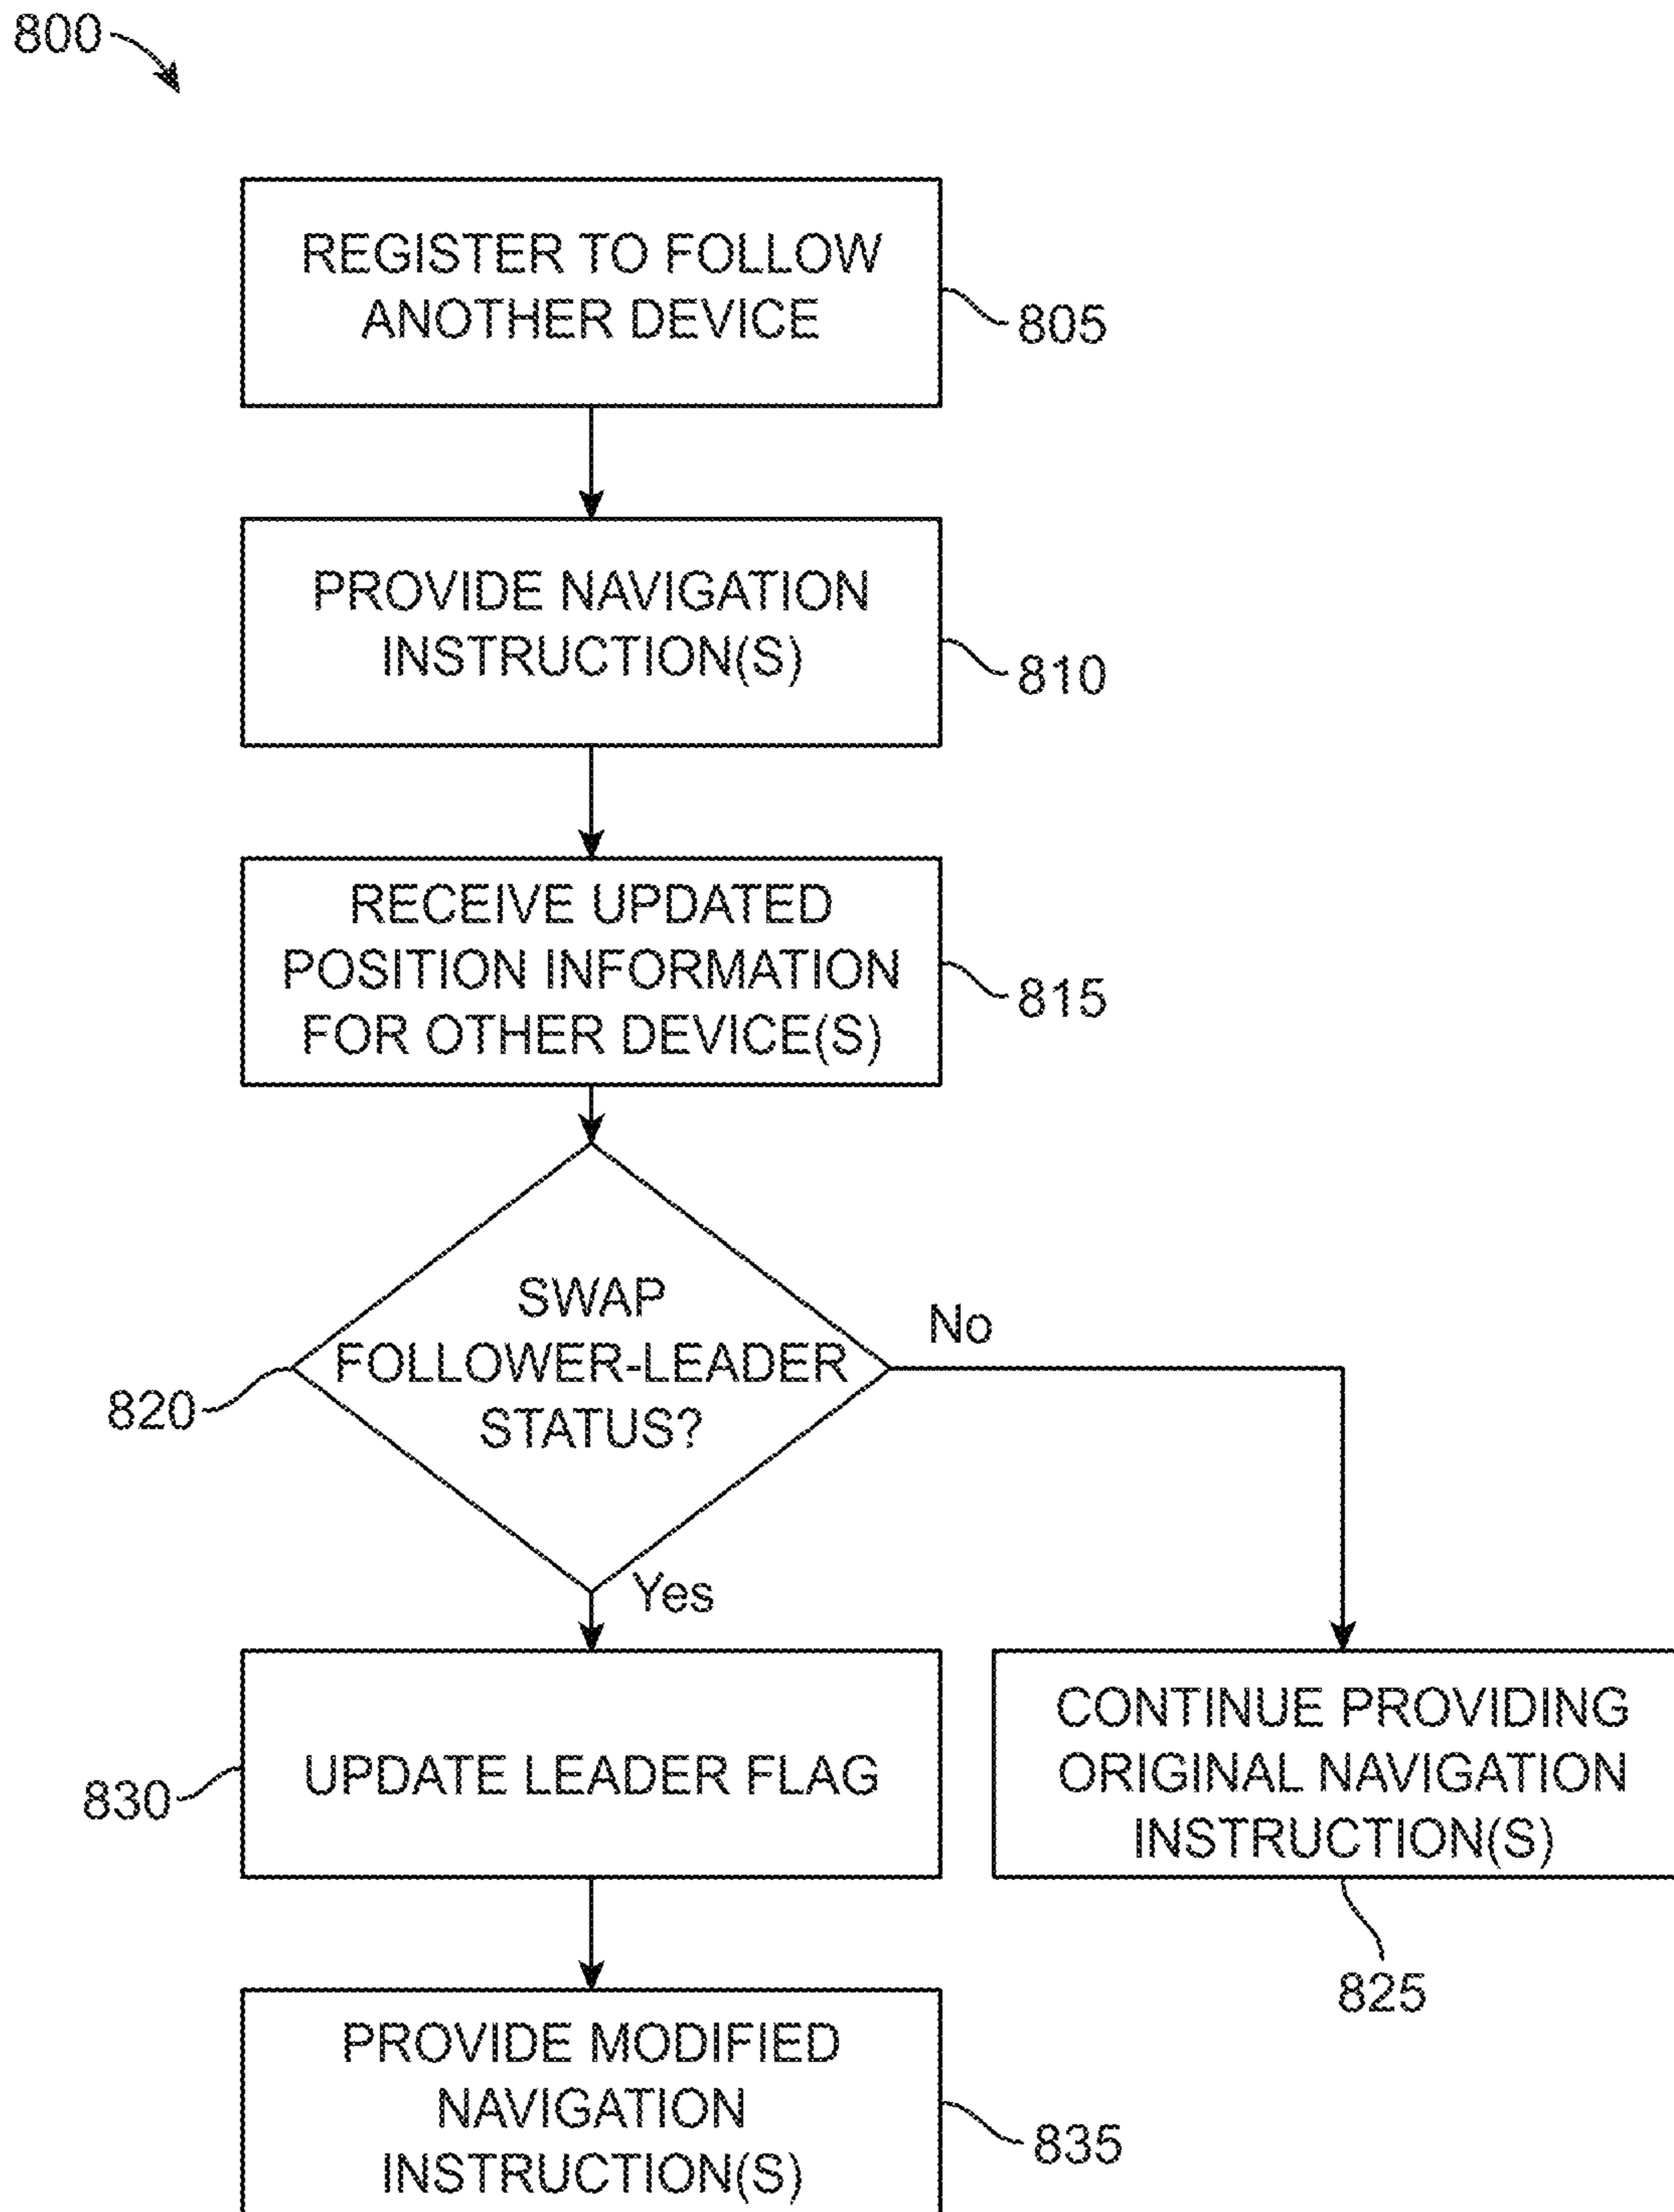 800
REGISTER TO FOLLOW
ANOTHER DEVICE
805
PROVIDE NAVIGATION
INSTRUCTION(S)
810
RECEIVE UPDATED
POSITION INFORMATION
FOR OTHER DEVICE(S)
815
SWAP
FOLLOWER-LEADER
STATUS?
820
No
Yes
UPDATE LEADER FLAG
830
CONTINUE PROVIDING
ORIGINAL NAVIGATION
INSTRUCTION(S)
825
PROVIDE MODIFIED
NAVIGATION
INSTRUCTION(S)
835